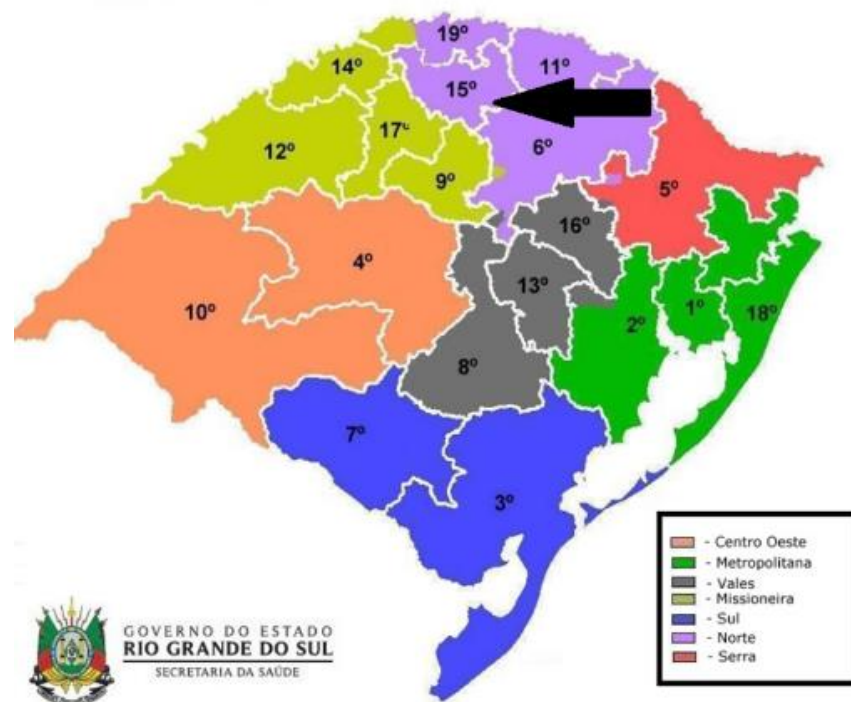 19º
14º
11º
15º
17º
12º
6º
9º
5º
16º
4º
13º
10º
1º
18º
2º
8º
7º
3º
- Centro Oeste
- Metropolitana
- Vales
- Missioneira
- Sul
- Norte
- Serra
GOVERNO DO ESTADO
RIO GRANDE DO SUL
SECRETARIA DA SAÚDE